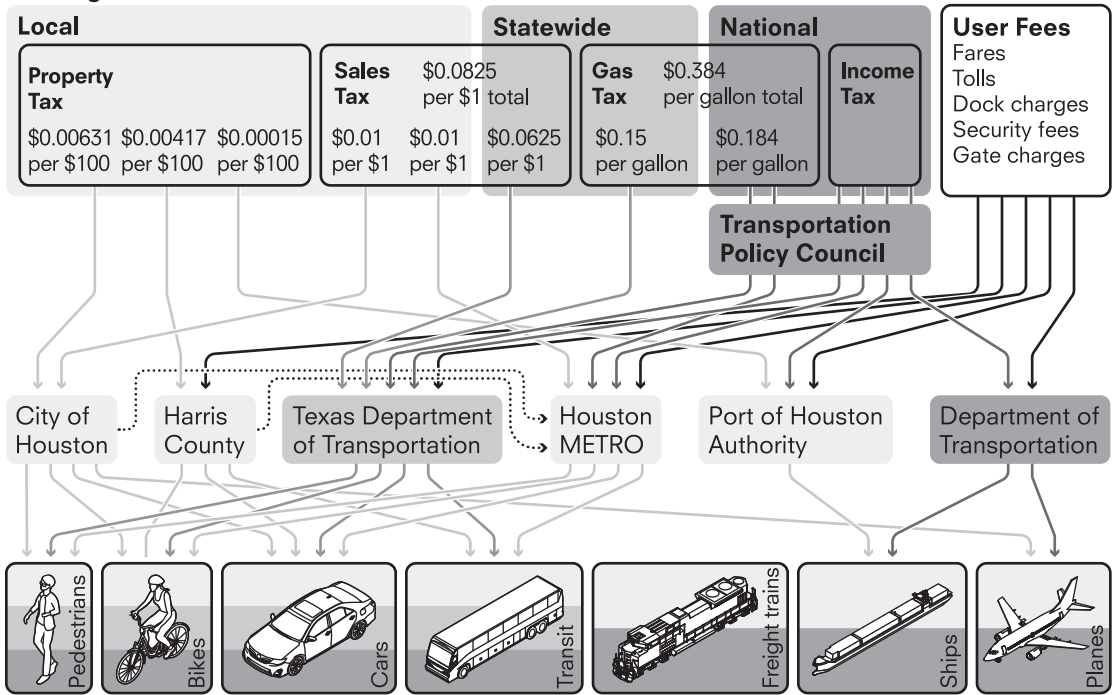 Local
Statewide
National
User Fees
Fares
Tolls
Dock charges
Security fees
Gate charges
Property
Tax
$0.00631 $0.00417 $0.00015
per $100 per $100 per $100
Sales
Tax
$0.0825
per $1 total
$0.01 $0.01 $0.0625
per $1 per $1 per $1
Gas
Tax
$0.384
per gallon total
$0.15 $0.184
per gallon per gallon
Income
Tax
Transportation
Policy Council
City of
Houston
Harris
County
Texas Department
of Transportation
Houston
METRO
Port of Houston
Authority
Department of
Transportation
Pedestrians
Bikes
Cars
Transit
Freight trains
Ships
Planes